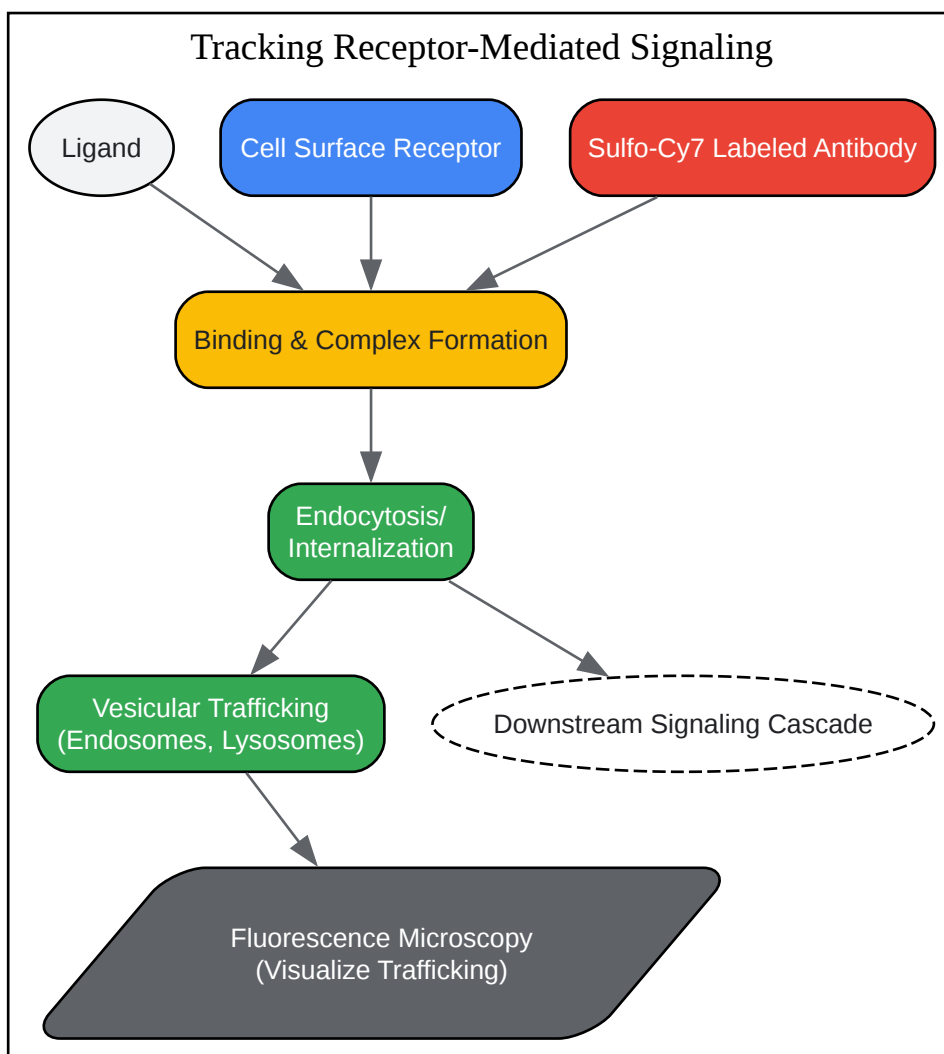 Tracking Receptor-Mediated Signaling
Ligand
Cell Surface Receptor
Sulfo-Cy7 Labeled Antibody
Binding & Complex Formation
Endocytosis/
Internalization
Vesicular Trafficking
(Endosomes, Lysosomes)
Downstream Signaling Cascade
Fluorescence Microscopy
(Visualize Trafficking)